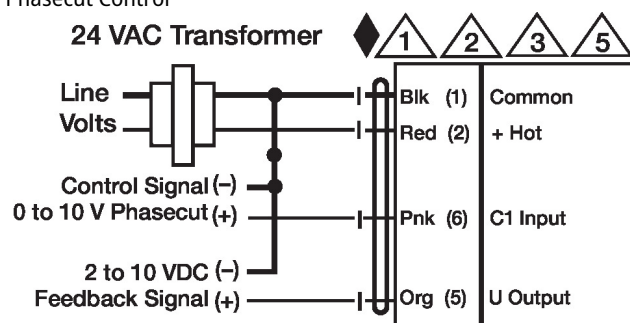 Phasecut Control
24 VAC Transformer
1 2 3 5
Line
Volts
Blk (1) Common
Red (2) + Hot
Control Signal (–)
0 to 10 V Phasecut (+)
Pnk (6) C1 Input
2 to 10 VDC (–)
Feedback Signal (+)
Org (5) U Output